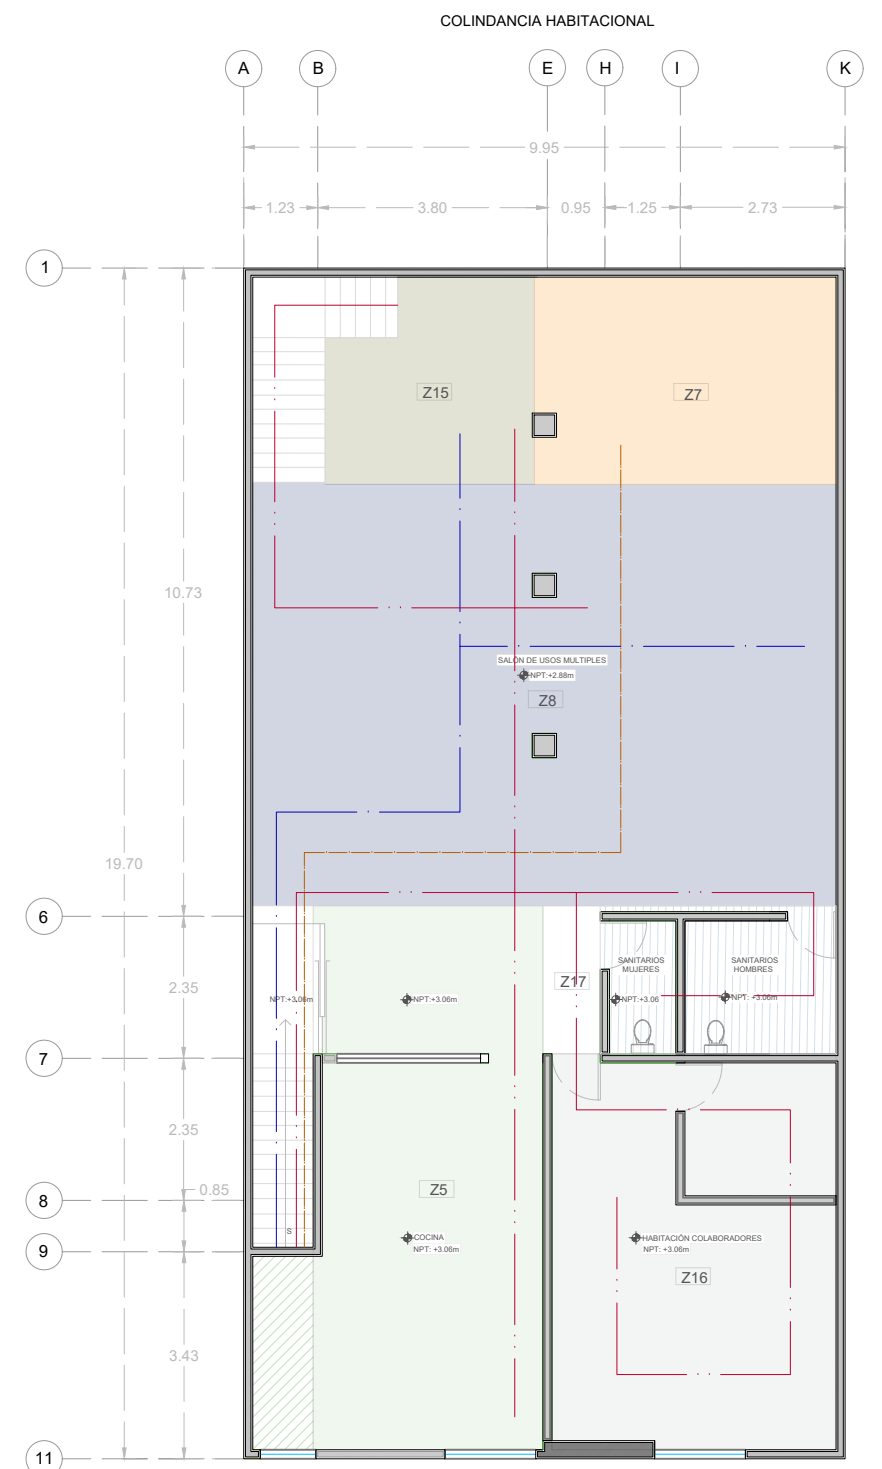 COLINDANCIA HABITACIONAL
A B E H I K
9.95
1.23 3.80 0.95 1.25 2.73
1
Z15
Z7
10.73
SALÓN DE USOS MULTIPLES
NPT:+2.88m
Z8
19.70
6
SANITARIOS
MUJERES
SANITARIOS
HOMBRES
2.35
Z17
NPT:+3.06m
NPT:+3.06m
NPT:+3.06
NPT: +3.06m
7
2.35
0.85
Z5
8
S
COCINA
NPT: +3.06m
HABITACIÓN COLABORADORES
NPT: +3.06m
9
Z16
3.43
11